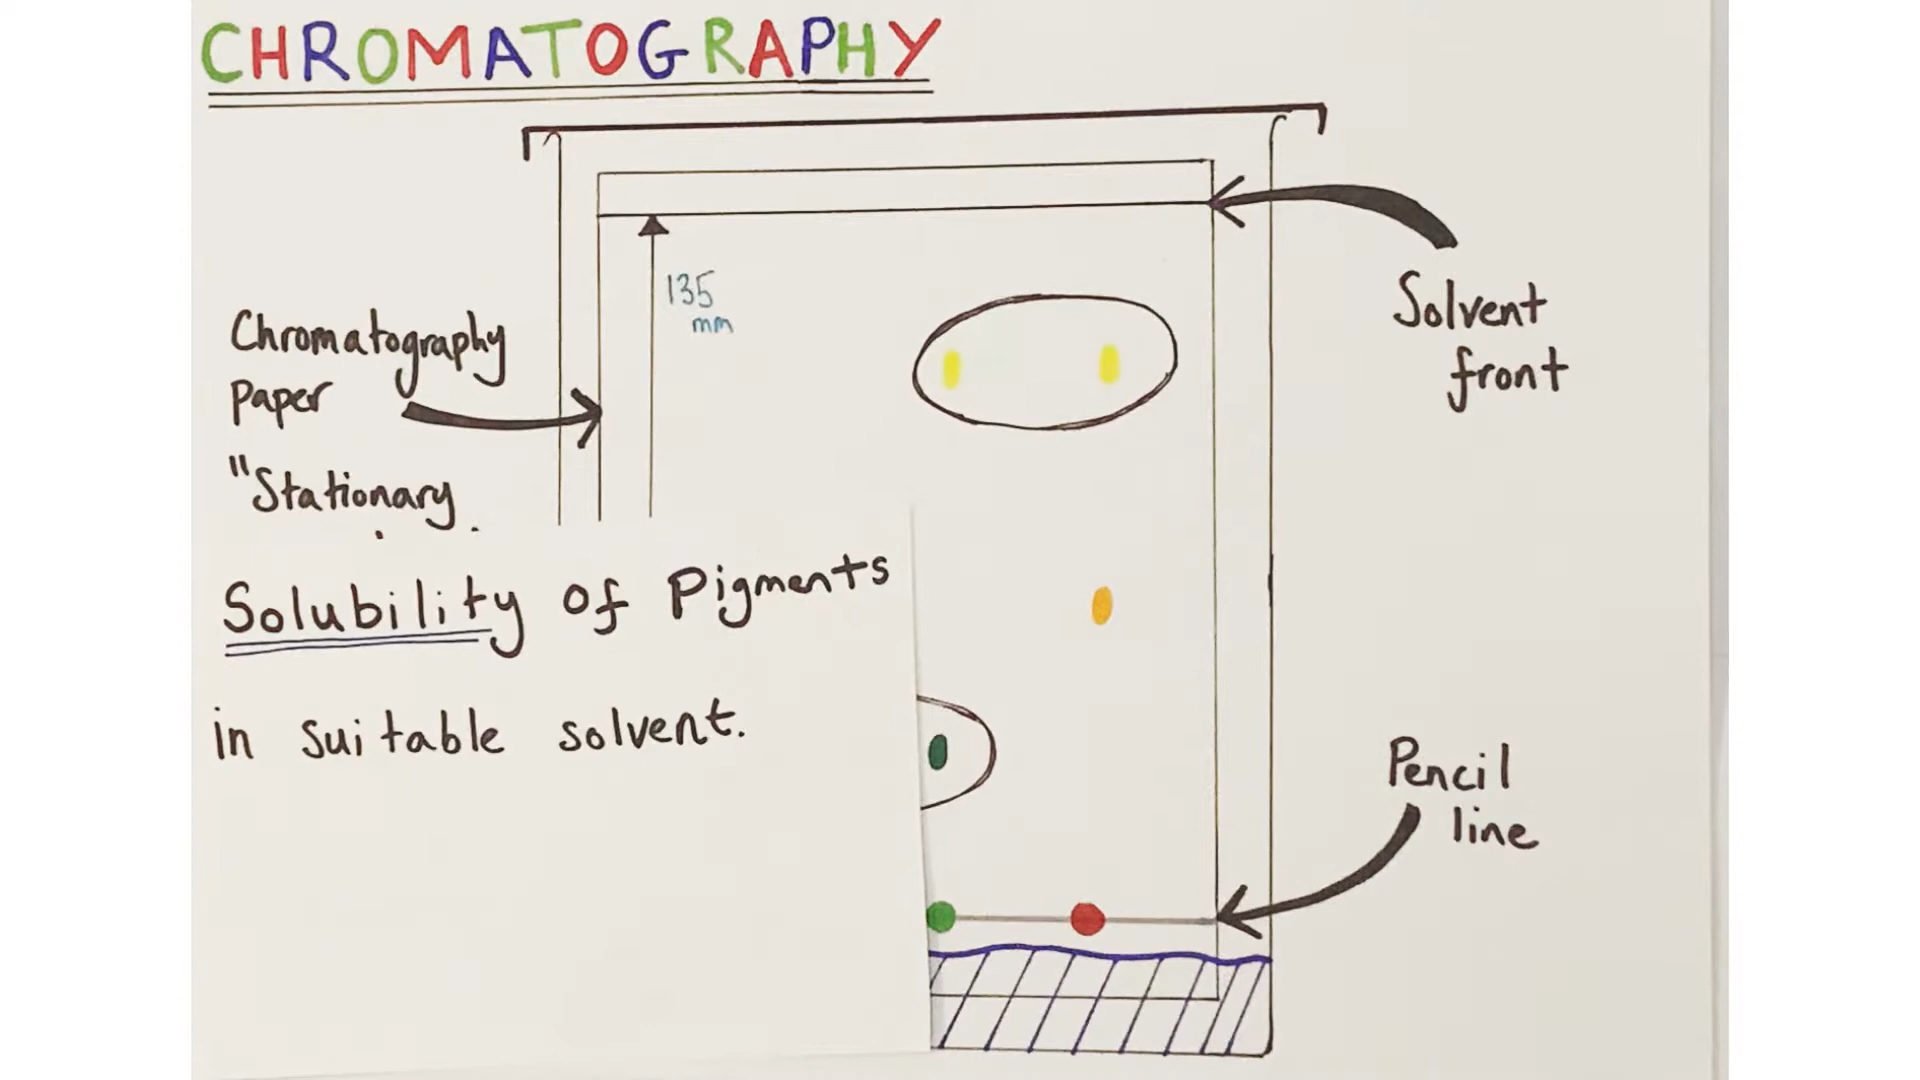 CHROMATOGRAPHY
135
mm
Chromatography
Paper
"Stationary
Solvent
front
Solubility of Pigments
in suitable solvent.
Pencil
line